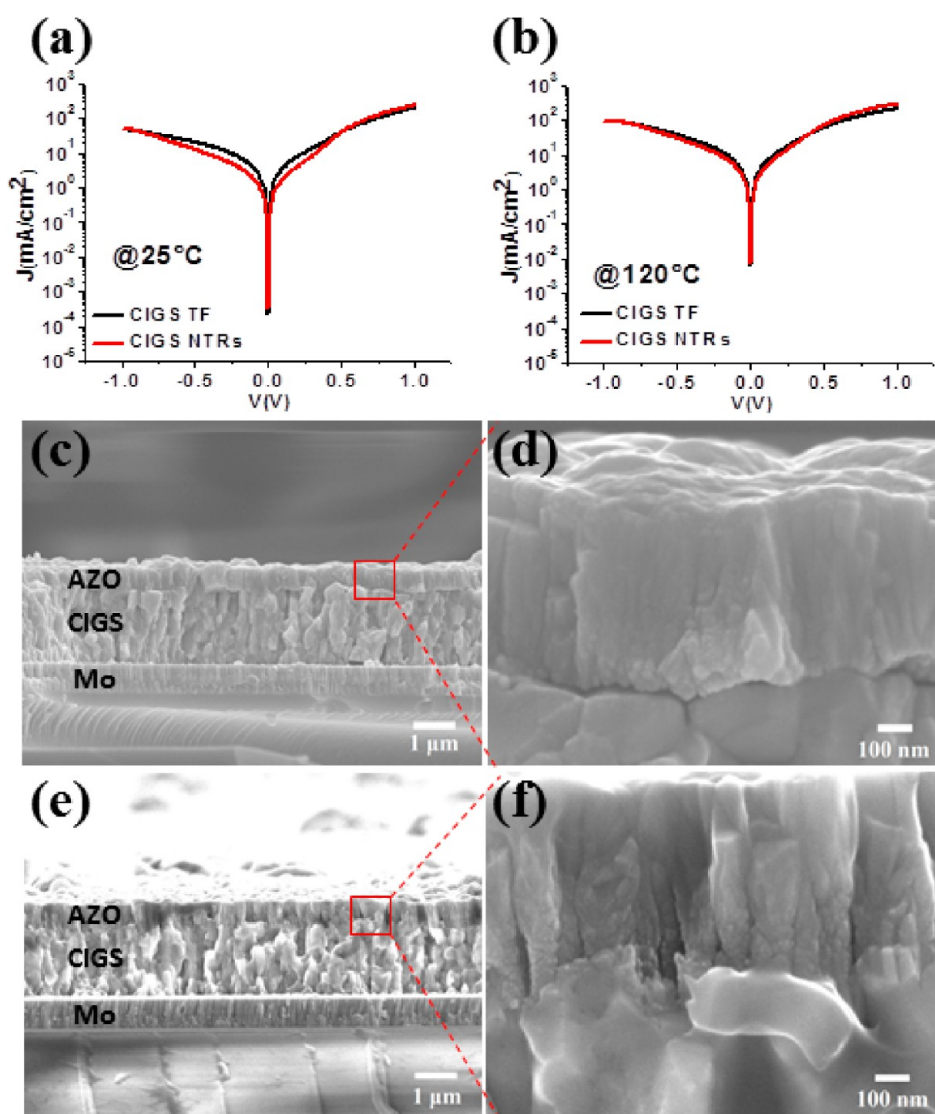 (a)
J(mA/cm²)
10³
10²
10¹
10⁰
10⁻¹
10⁻²
10⁻³
10⁻⁴
10⁻⁵
@25°C
CIGS TF
CIGS NTRs
-1.0 -0.5 0.0 0.5 1.0
V(V)
(b)
J(mA/cm²)
10³
10²
10¹
10⁰
10⁻¹
10⁻²
10⁻³
10⁻⁴
10⁻⁵
@120°C
CIGS TF
CIGS NTRs
-1.0 -0.5 0.0 0.5 1.0
V(V)
(c)
AZO
CIGS
Mo
1 μm
(d)
100 nm
(e)
AZO
CIGS
Mo
1 μm
(f)
100 nm